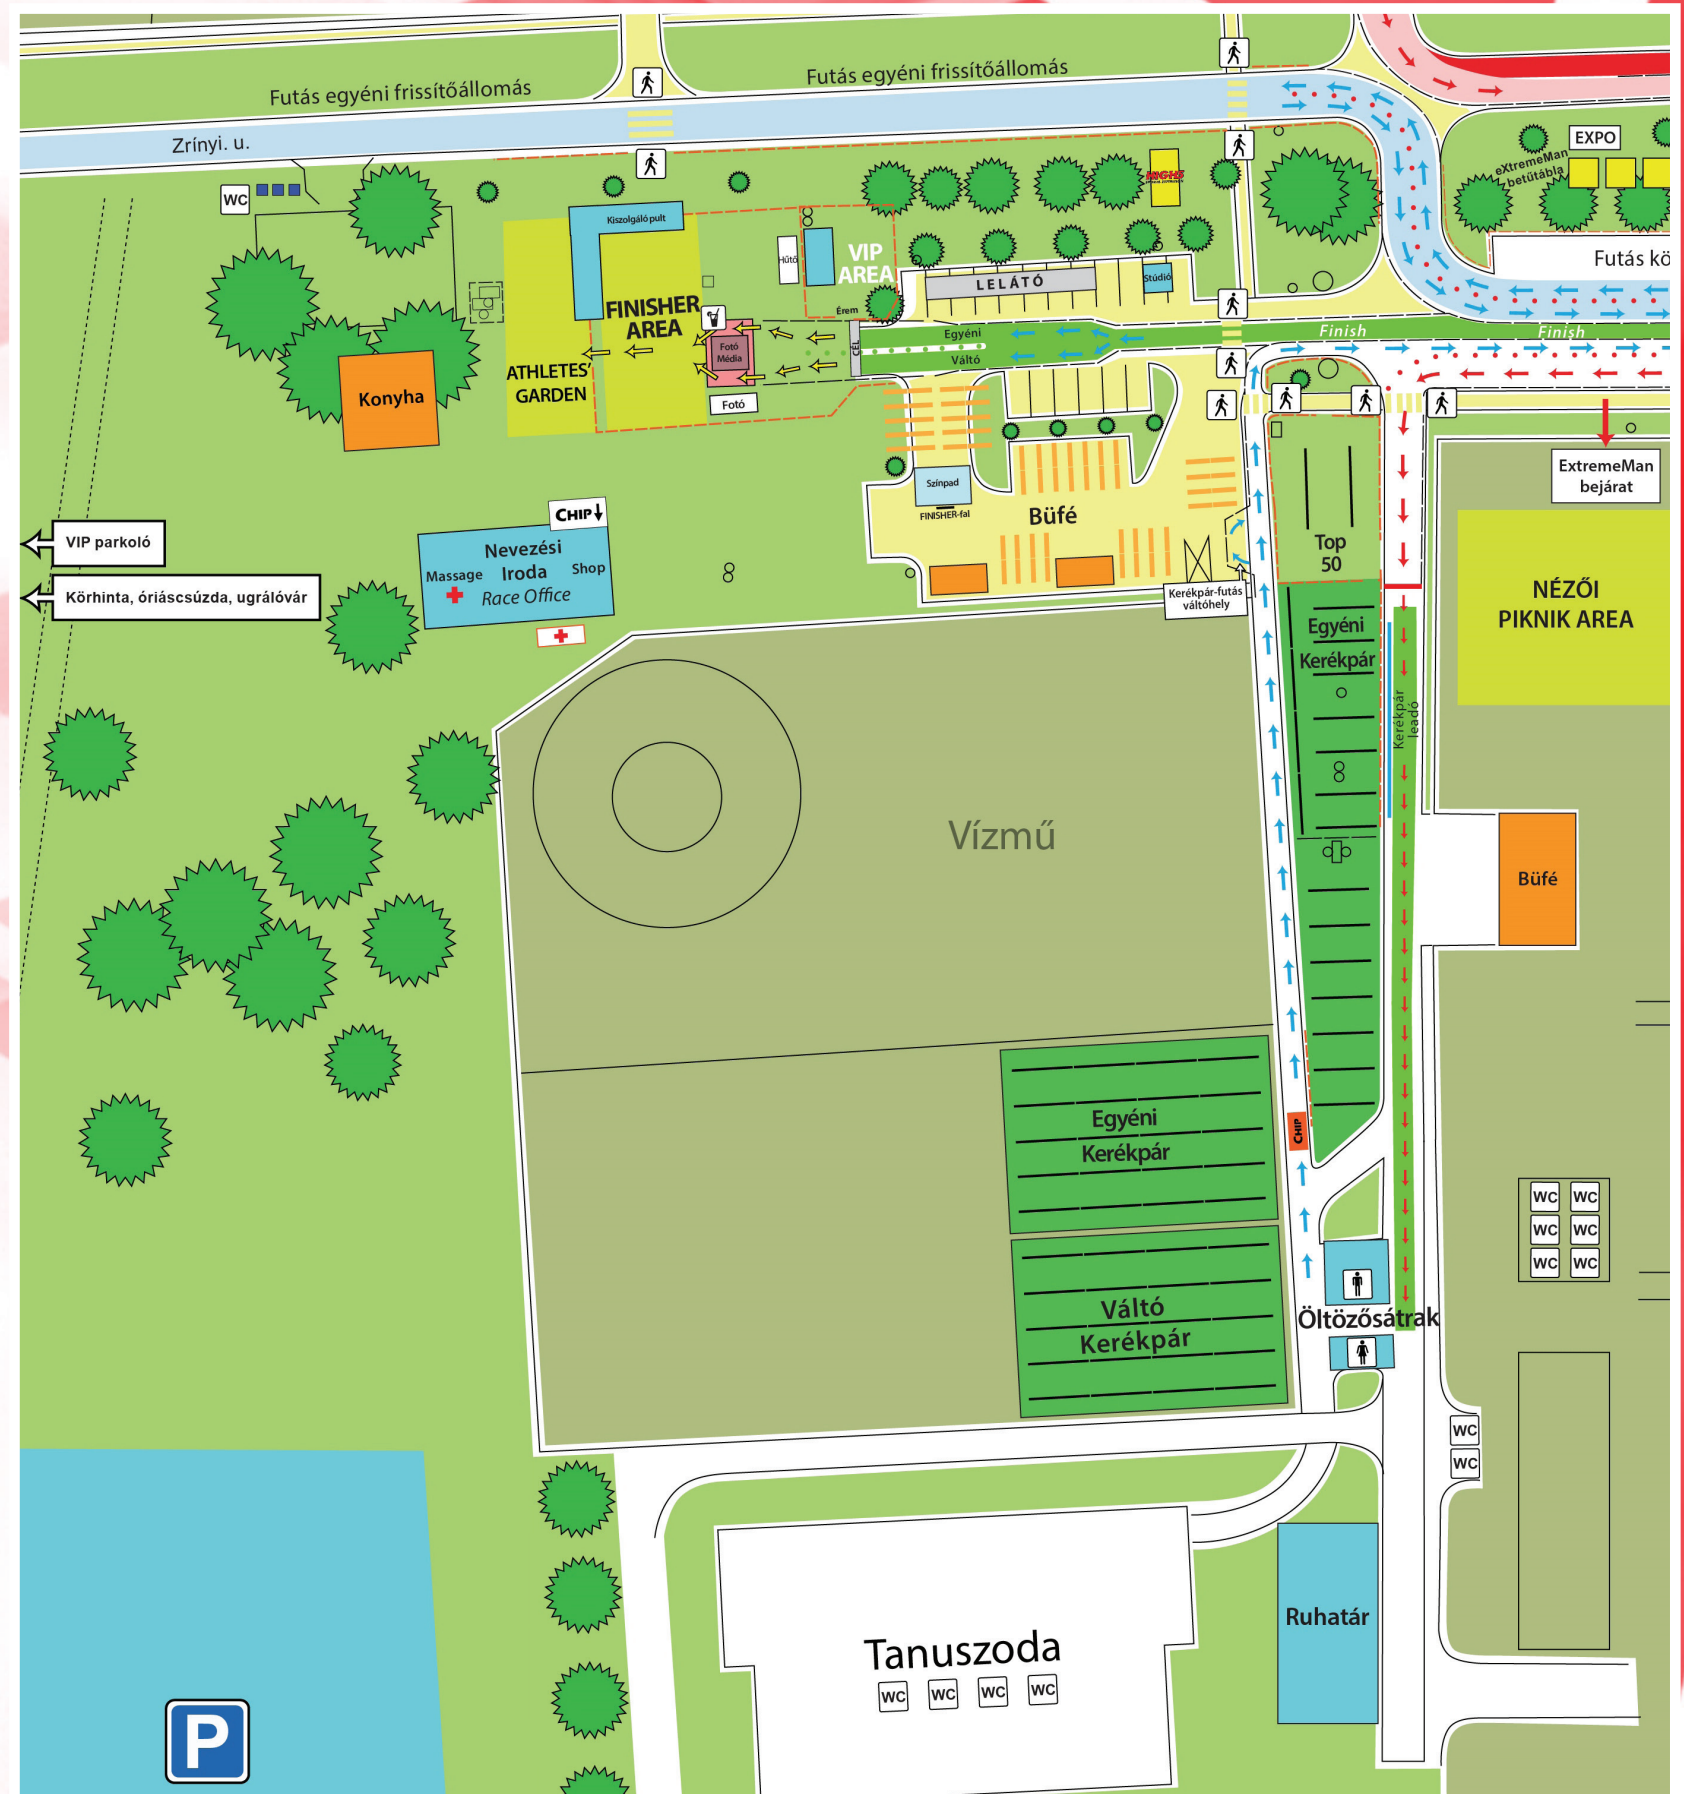 Futás egyéni frissítőállomás
Futás egyéni frissítőállomás
Zrínyi. u.
EXPO
eXtremeMan
betűtábla
WC
HIGH5
Kiszolgáló pult
Hűtő
VIP
AREA
LELÁTÓ
Stúdió
Futás kö
FINISHER
AREA
Érem
Egyéni
Váltó
CÉL
Finish
Finish
Fotó
Média
Fotó
ATHLETES'
GARDEN
Konyha
Színpad
FINISHER-fal
Büfé
ExtremeMan
bejárat
CHIP
VIP parkoló
Nevezési
Massage Iroda Shop
Race Office
Top
50
Körhinta, óriáscsúzda, ugrálóvár
Kerékpár-futás
váltóhely
NÉZŐI
PIKNIK AREA
Egyéni
Kerékpár
Kerékpár
leadó
Vízmű
Büfé
Egyéni
Kerékpár
CHIP
WC WC
WC WC
WC WC
Váltó
Kerékpár
Öltözősátrak
WC
WC
Ruhatár
Tanuszoda
WC WC WC WC
P